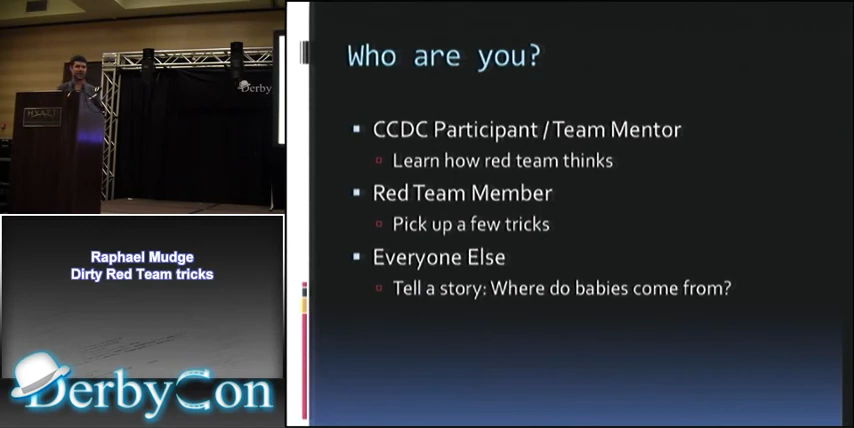 HYATT
Derby
Raphael Mudge
Dirty Red Team tricks
DerbyCon
Who are you?
CCDC Participant / Team Mentor
Learn how red team thinks
Red Team Member
Pick up a few tricks
Everyone Else
Tell a story: Where do babies come from?